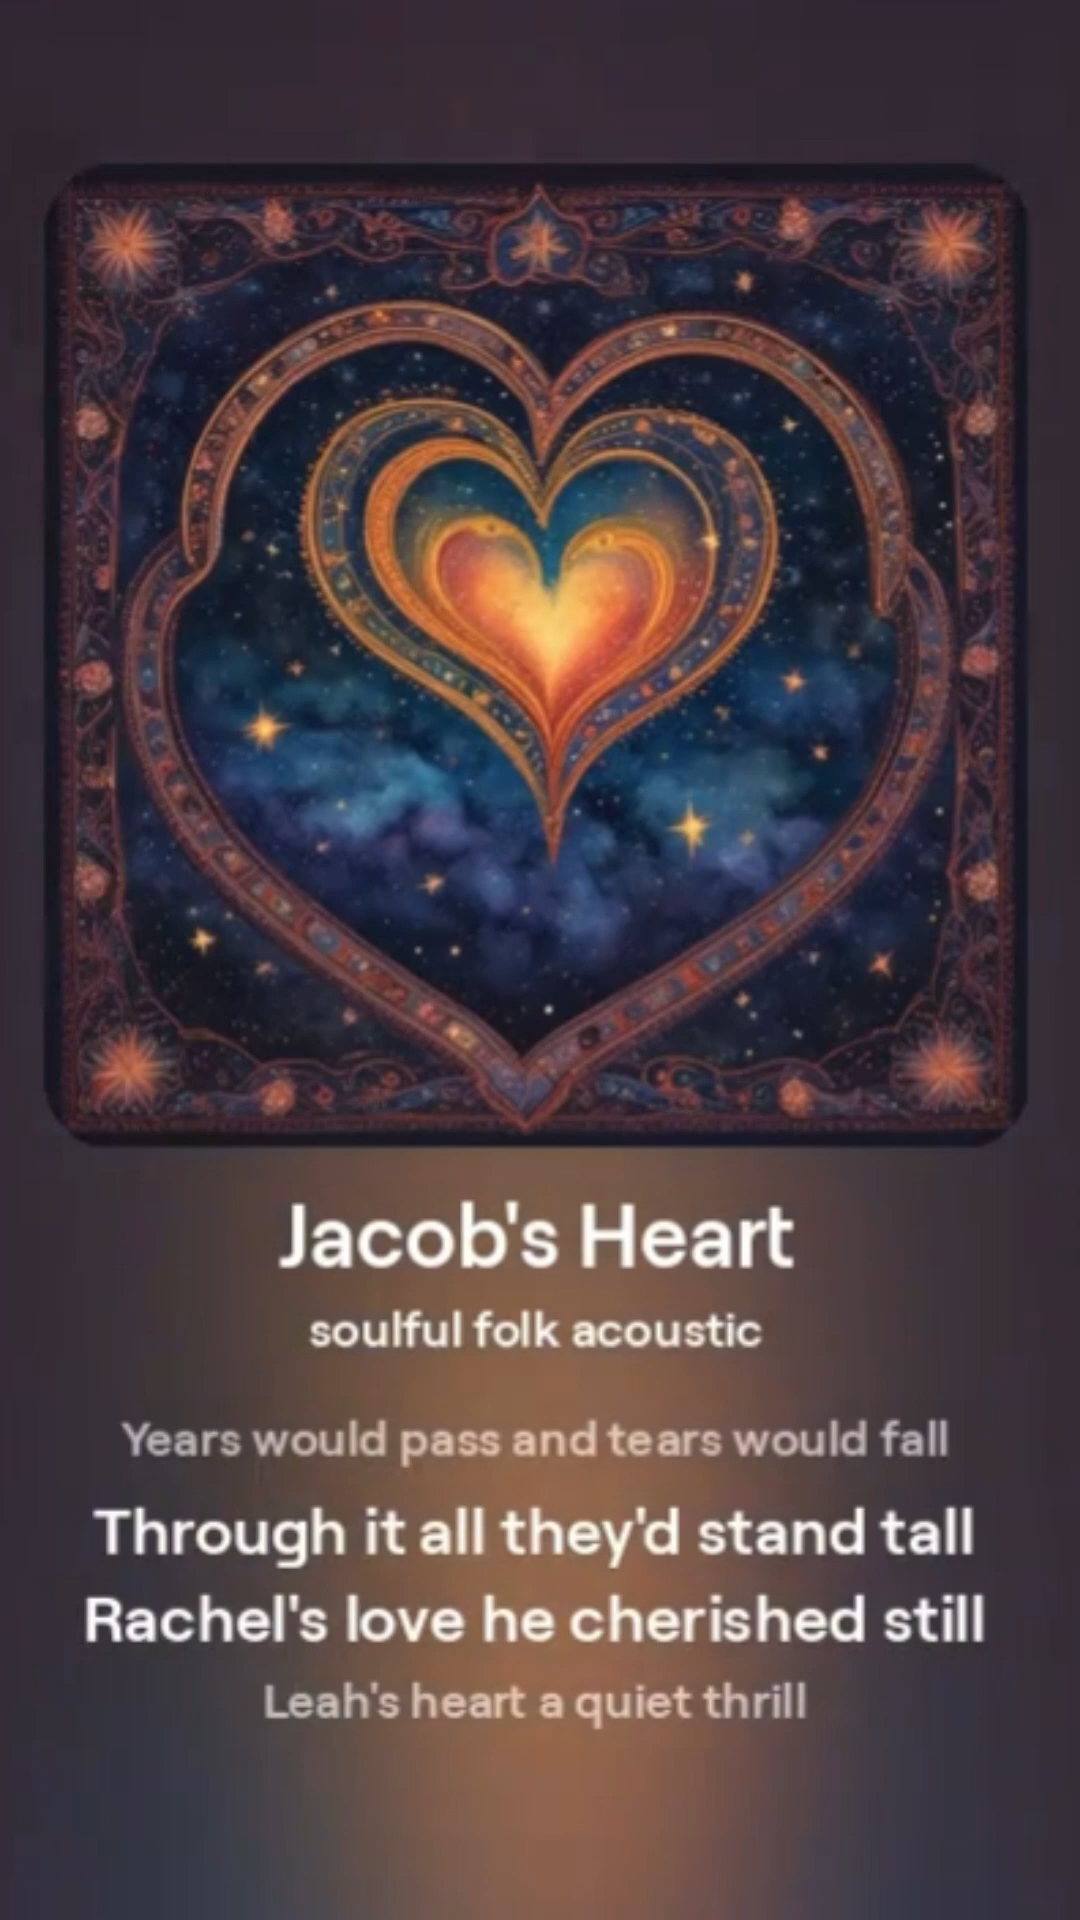 Jacob's Heart
soulful folk acoustic
Years would pass and tears would fall
Through it all they'd stand tall
Rachel's love he cherished still
Leah's heart a quiet thrill